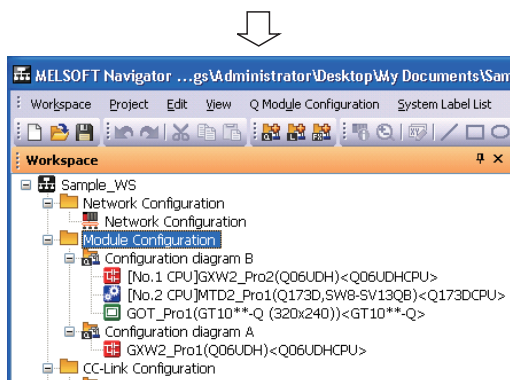 MELSOFT Navigator ...gs\Administrator\Desktop\My Documents\Sam
Workspace Project Edit View Q Module Configuration System Label List
Workspace
Sample_WS
Network Configuration
Network Configuration
Module Configuration
Configuration diagram B
[No.1 CPU]GXW2_Pro2(Q06UDH)<Q06UDHCPU>
[No.2 CPU]MTD2_Pro1(Q173D,SW8-SV13QB)<Q173DCPU>
GOT_Pro1(GT10**-Q (320x240))<GT10**-Q>
Configuration diagram A
GXW2_Pro1(Q06UDH)<Q06UDHCPU>
CC-Link Configuration